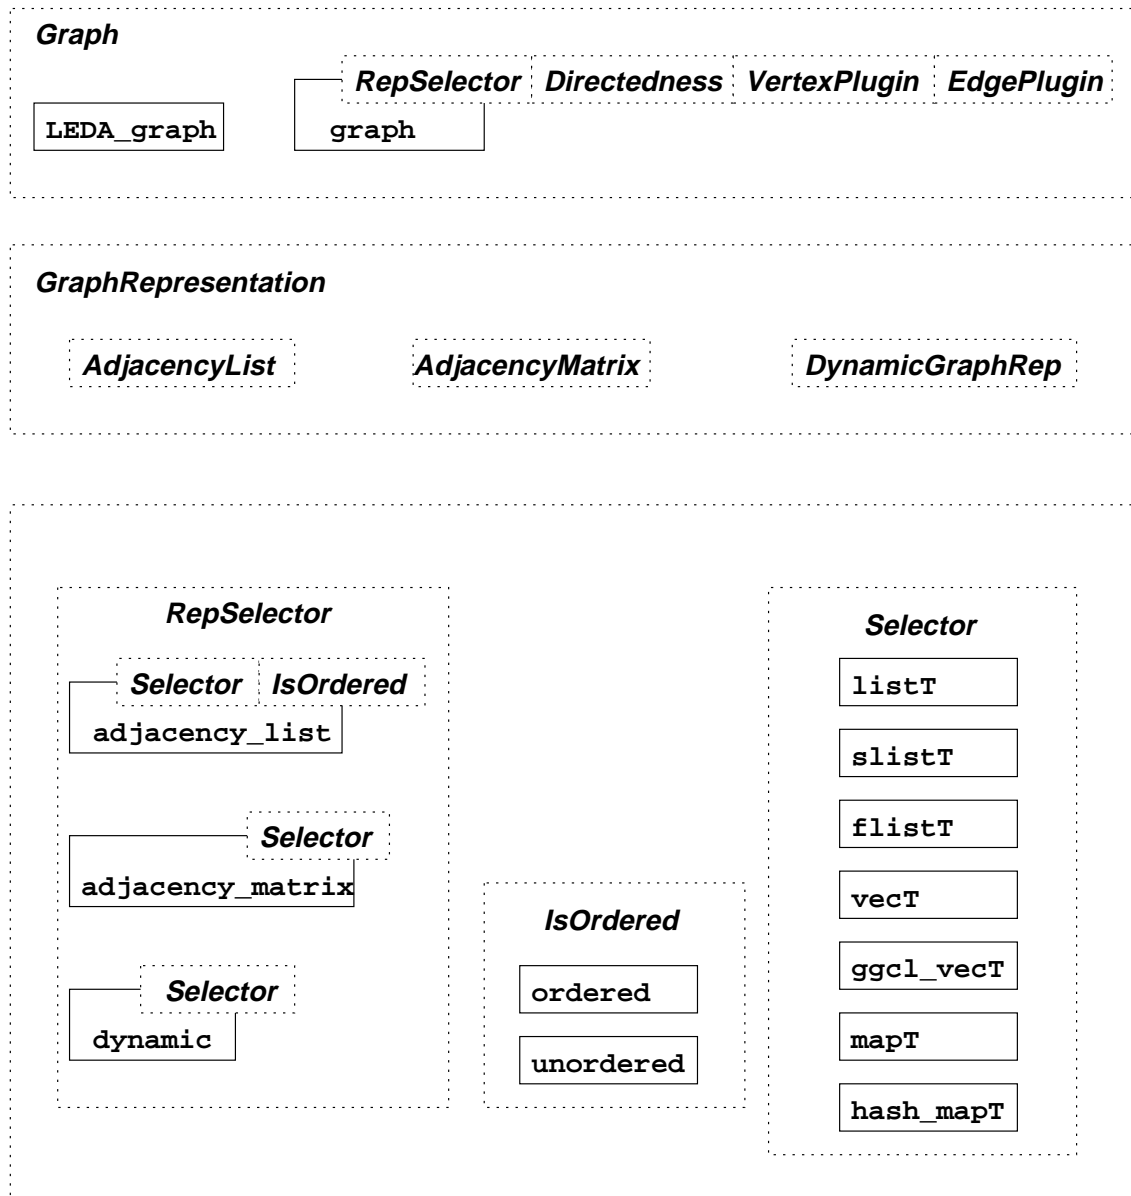 Graph
RepSelector Directedness VertexPlugin EdgePlugin
LEDA_graph graph
GraphRepresentation
AdjacencyList AdjacencyMatrix DynamicGraphRep
RepSelector
Selector IsOrdered
adjacency_list
Selector
adjacency_matrix
Selector
dynamic
IsOrdered
ordered
unordered
Selector
listT
slistT
flistT
vecT
ggcl_vecT
mapT
hash_mapT